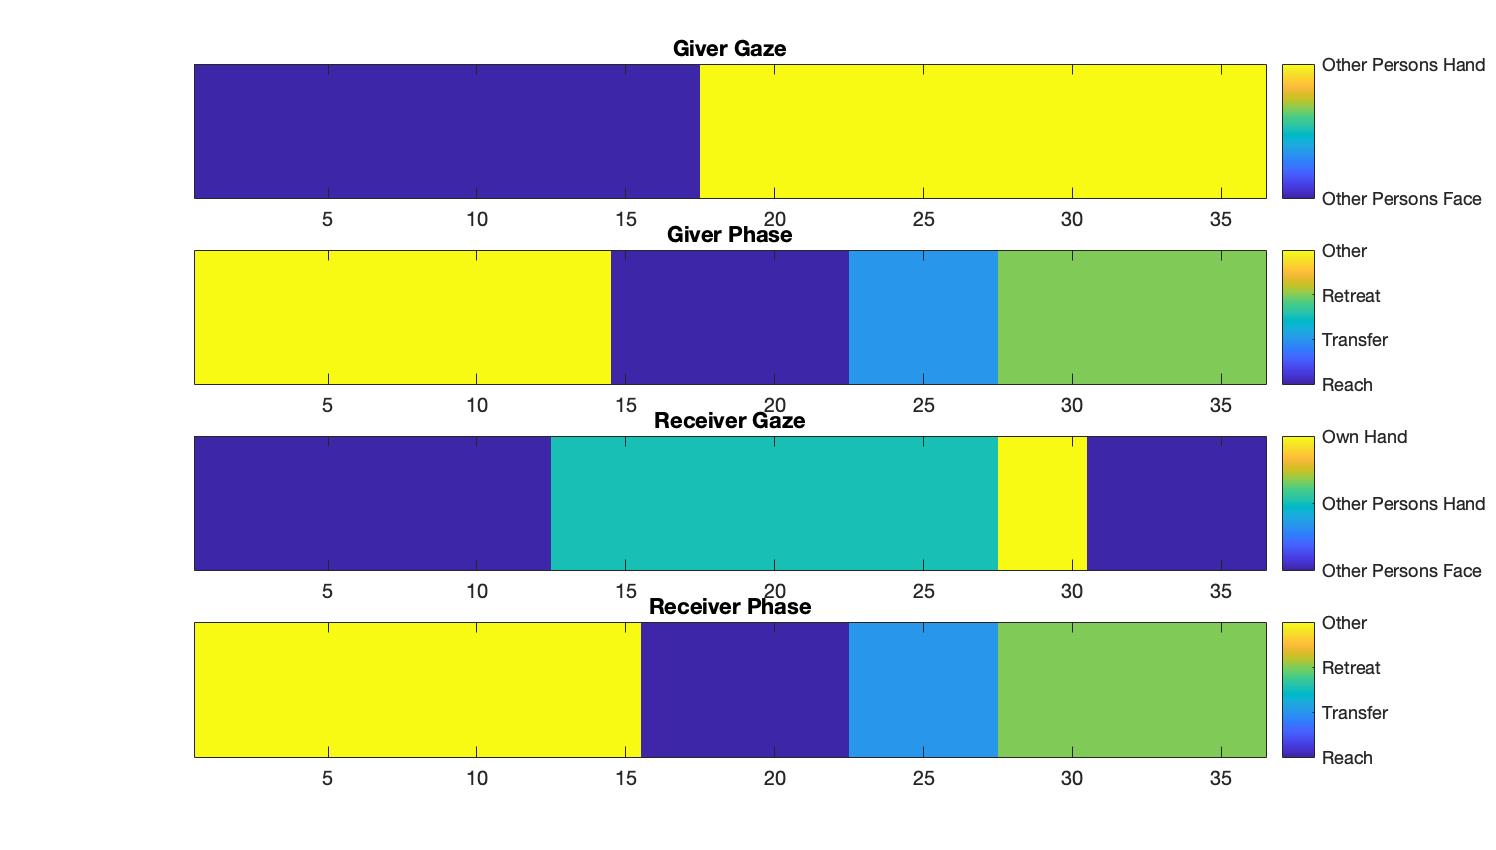 Giver Gaze
Other Persons Hand
Other Persons Face
5 10 15 20 25 30 35
Giver Phase
Other
Retreat
Transfer
Reach
5 10 15 20 25 30 35
Receiver Gaze
Own Hand
Other Persons Hand
Other Persons Face
5 10 15 20 25 30 35
Receiver Phase
Other
Retreat
Transfer
Reach
5 10 15 20 25 30 35